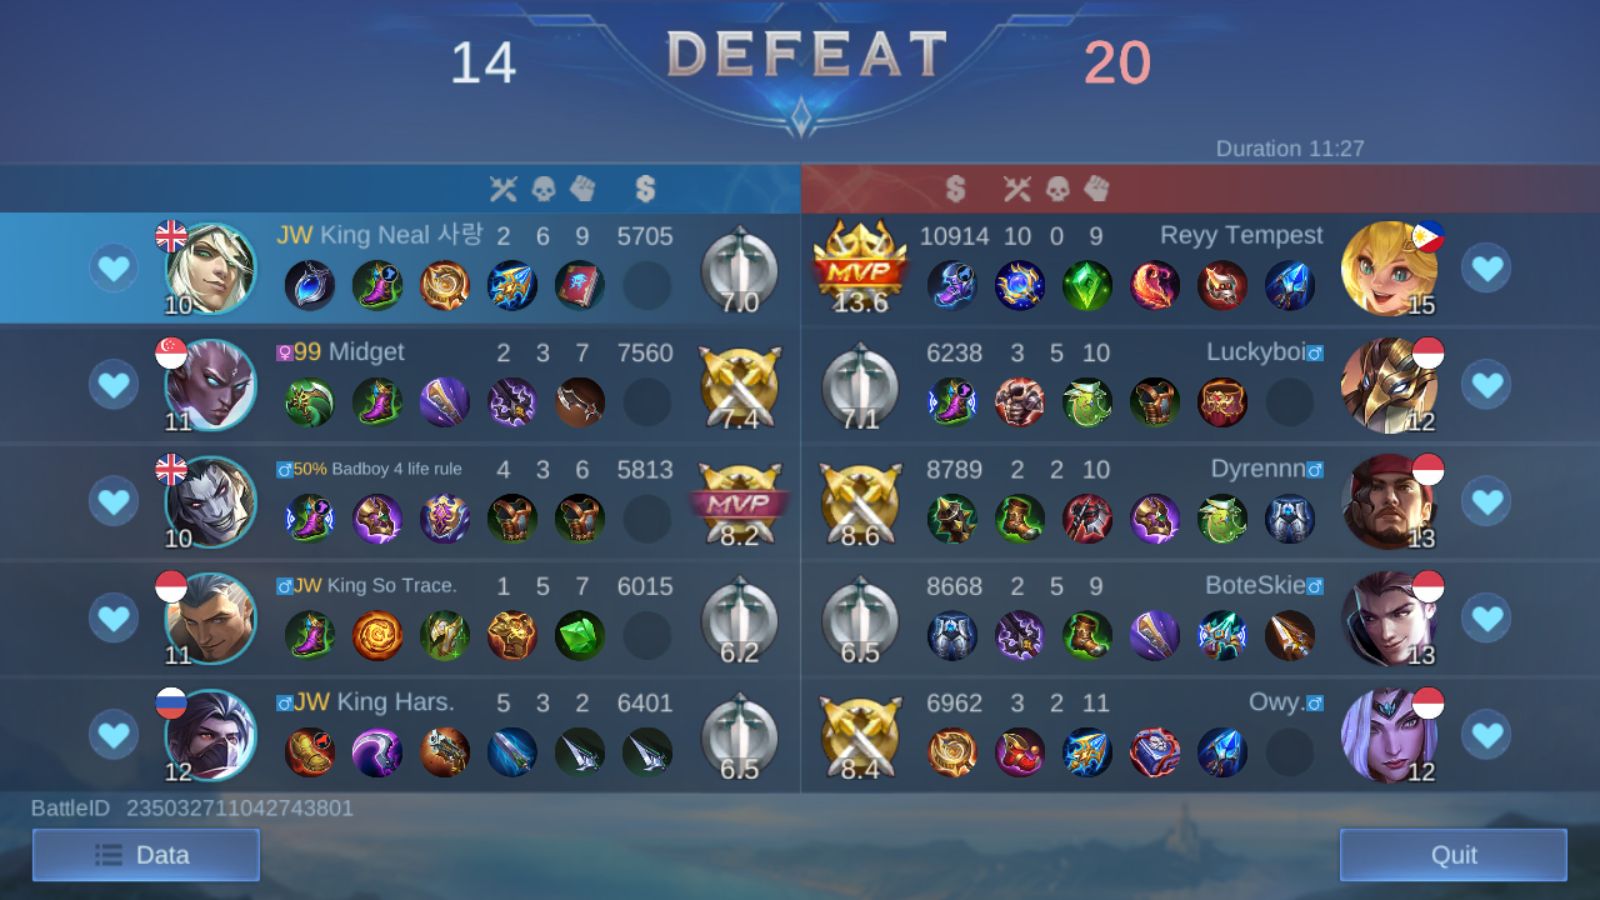 14 DEFEAT 20
Duration 11:27
JW King Neal 사랑 2 6 9 5705
10 7.0
MVP 10914 10 0 9 Reyy Tempest
13.6 15
♀99 Midget 2 3 7 7560
11 7.4
6238 3 5 10 Luckyboi♂
7.1 12
♂50% Badboy 4 life rule 4 3 6 5813
MVP
10 8.2
8789 2 2 10 Dyrennn♂
8.6 13
♂JW King So Trace. 1 5 7 6015
11 6.2
8668 2 5 9 BoteSkie♂
6.5 13
♂JW King Hars. 5 3 2 6401
12 6.5
6962 3 2 11 Owy.♂
8.4 12
BattleID 235032711042743801
Data
Quit